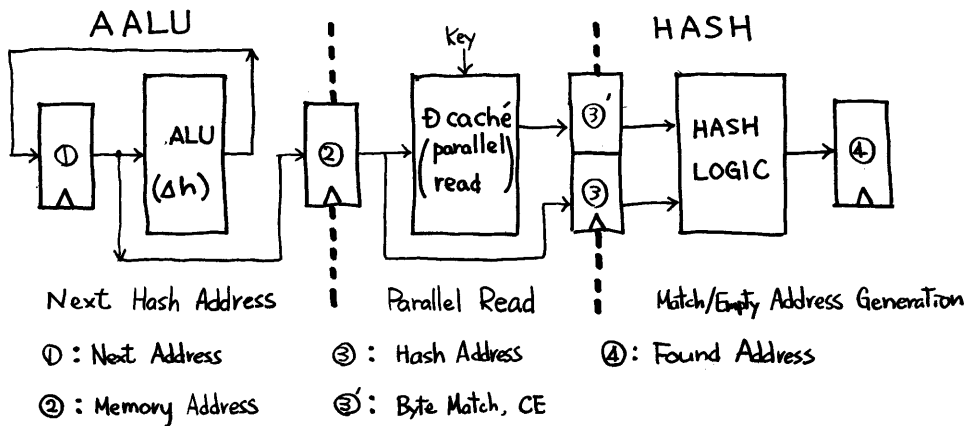 AALU
HASH
Key
①
ALU
(Δh)
②
Đ caché
(parallel
read)
③'
③
HASH
LOGIC
④
Next Hash Address
Parallel Read
Match/Empty Address Generation
①: Next Address
③: Hash Address
④: Found Address
②: Memory Address
③': Byte Match, CE